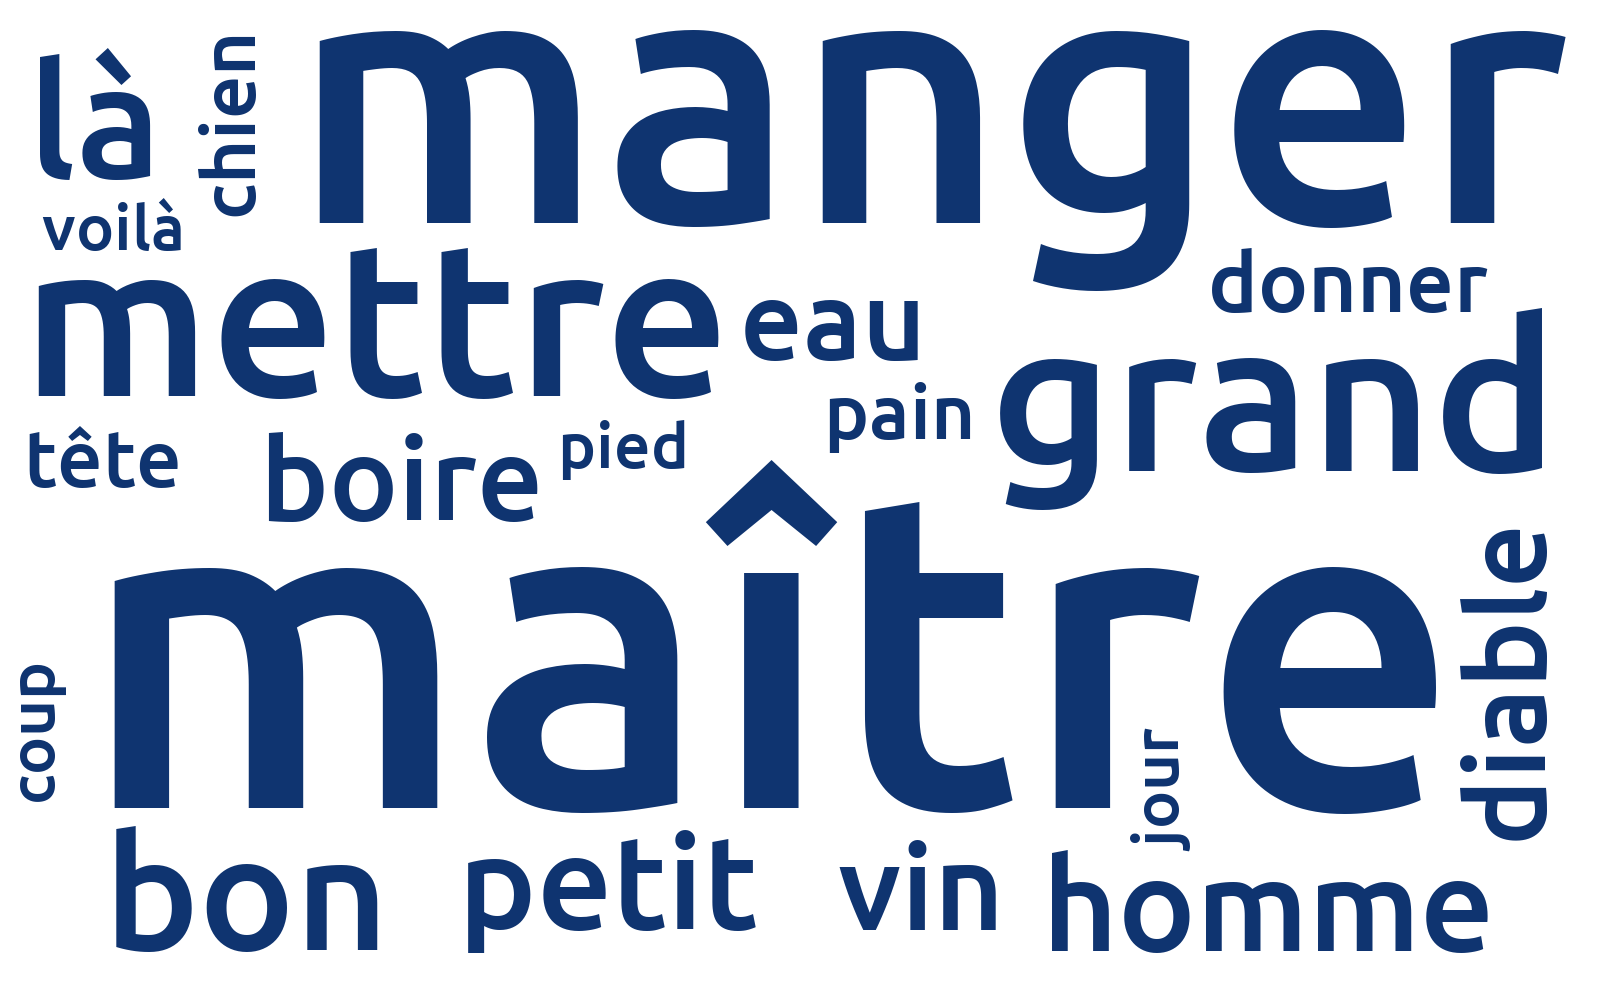 là
chien
manger
voilà
mettre
eau
donner
grand
pain
tête
boire
pied
maître
diable
coup
jour
bon
petit
vin
homme